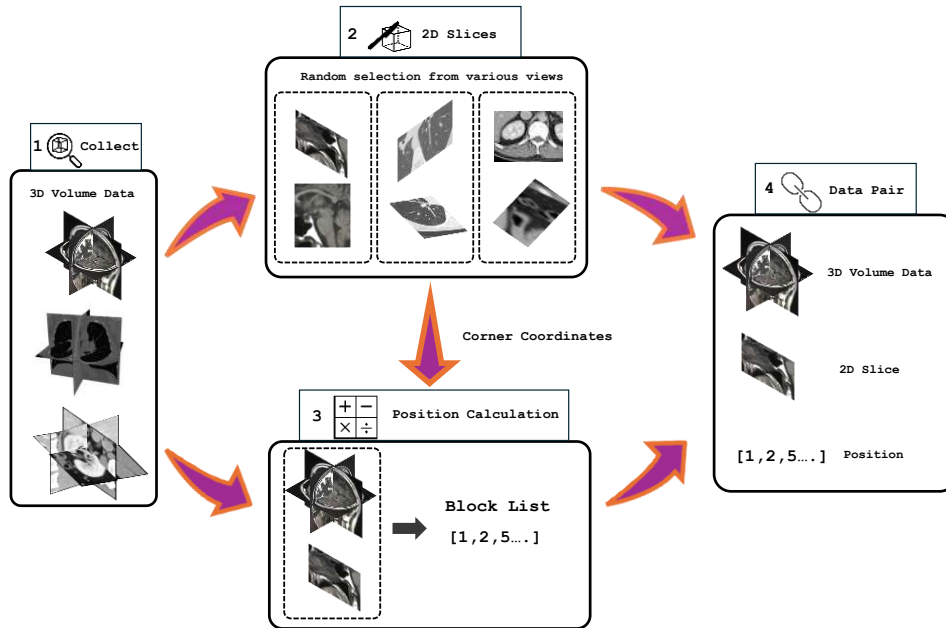 1 Collect
3D Volume Data
2 2D Slices
Random selection from various views
Corner Coordinates
3 + − × ÷ Position Calculation
Block List
[1,2,5….]
4 Data Pair
3D Volume Data
2D Slice
[1,2,5….] Position